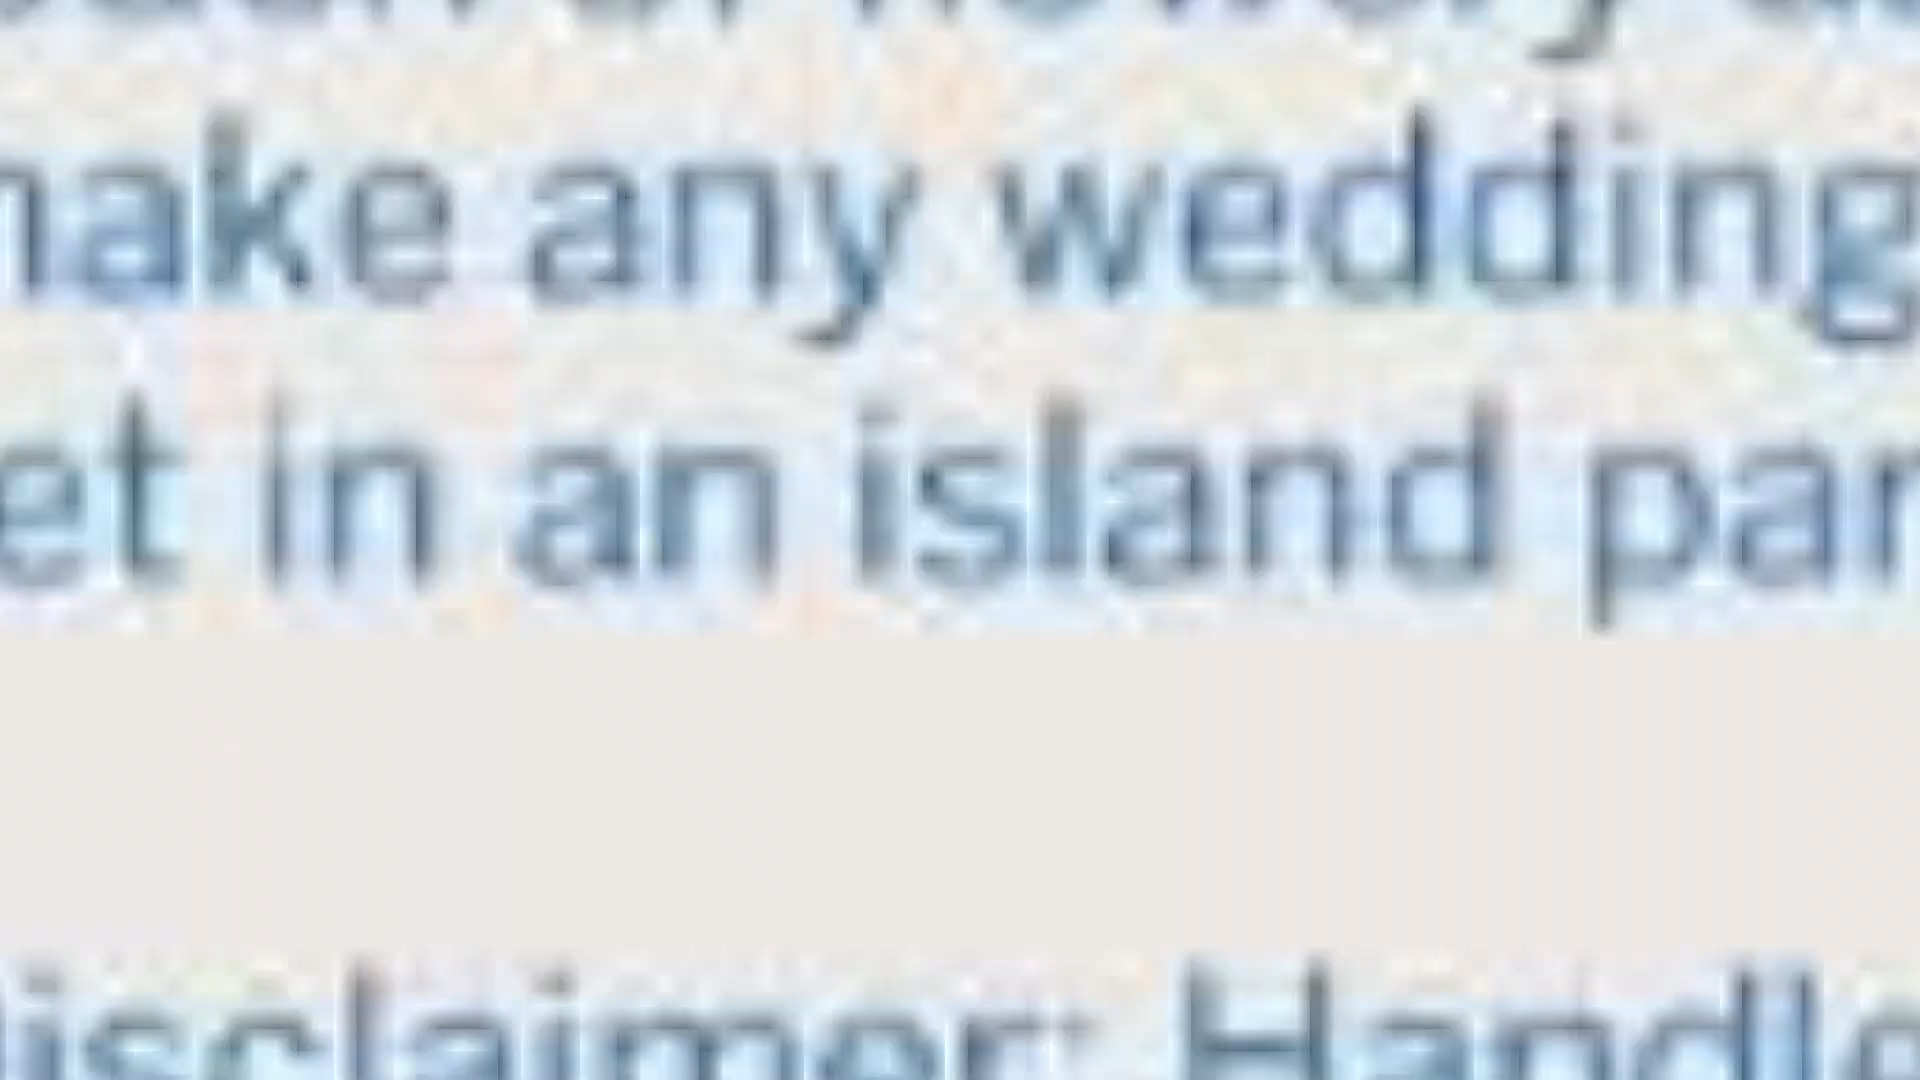 make any wedding
et in an island par
isclaimer: Handle